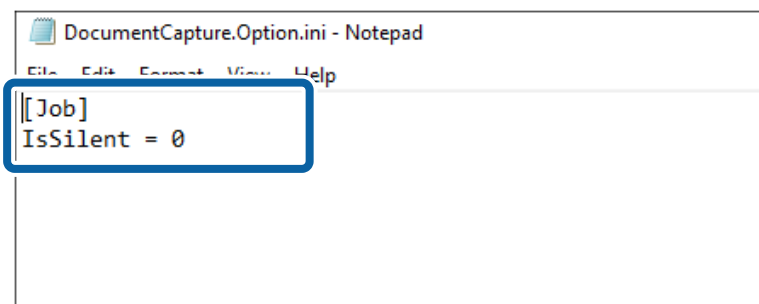 DocumentCapture.Option.ini - Notepad
File Edit Format View Help
[Job]
IsSilent = 0